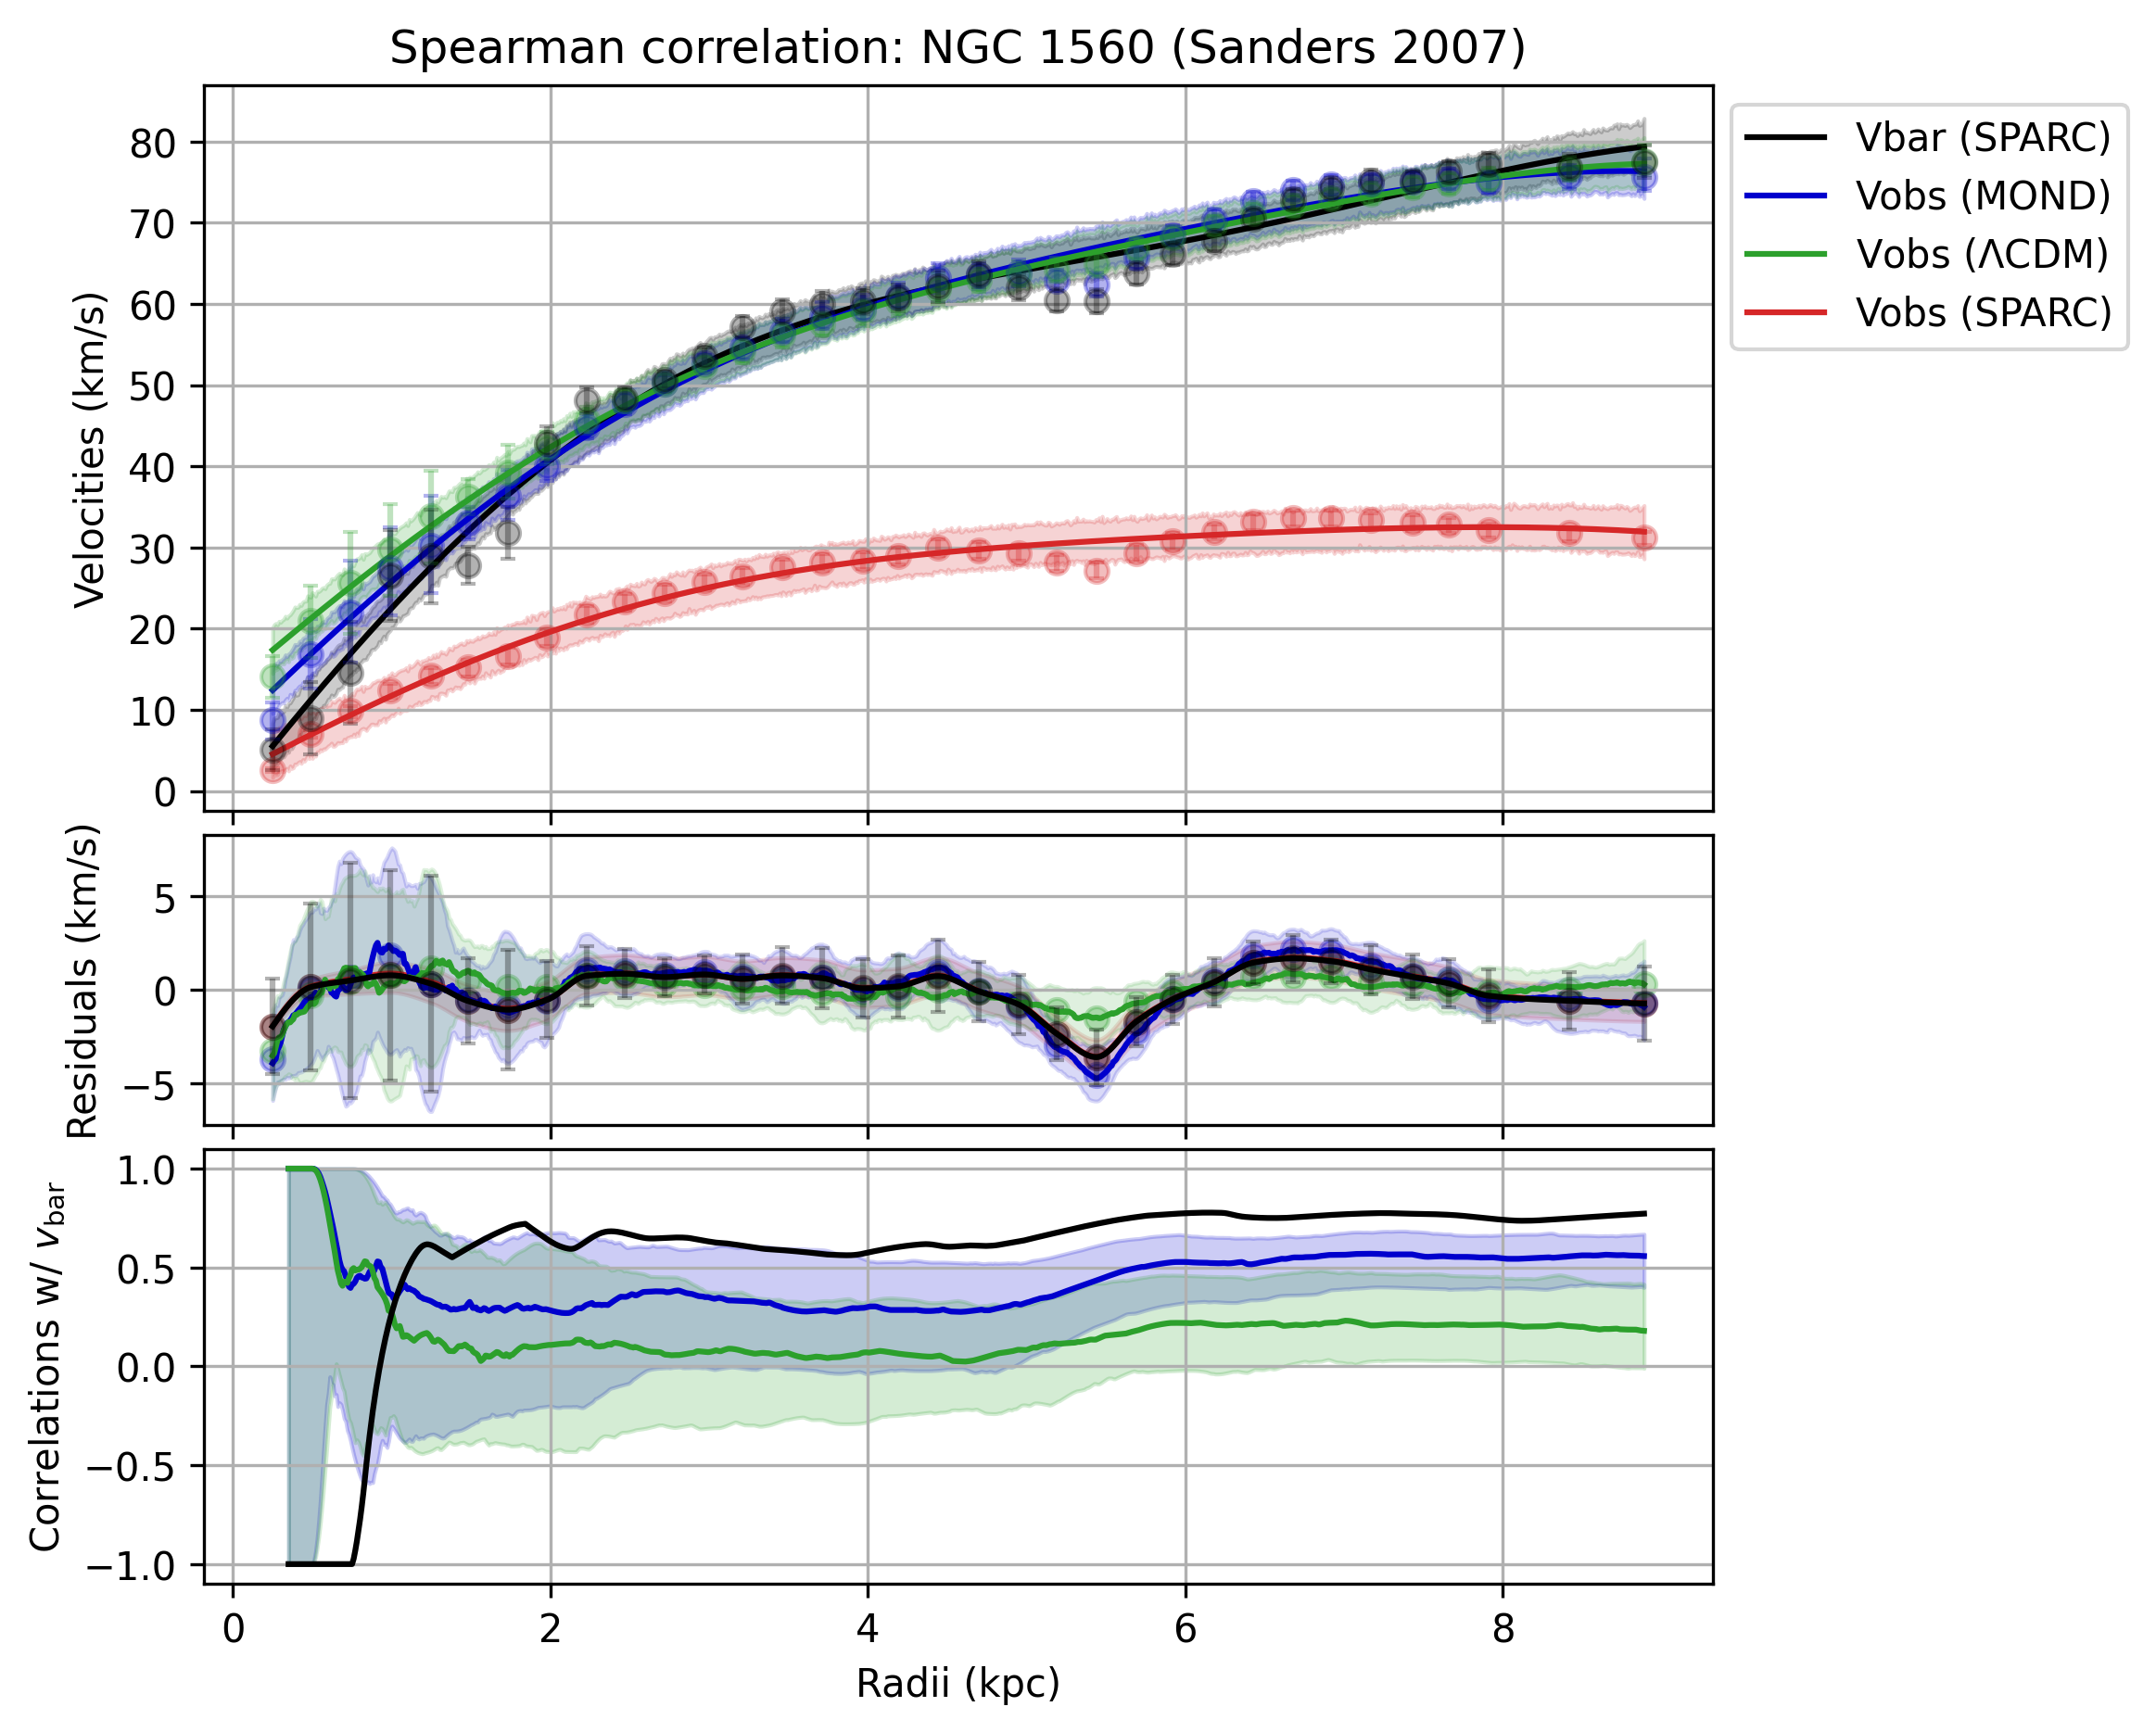 Spearman correlation: NGC 1560 (Sanders 2007)
Vbar (SPARC)
Vobs (MOND)
Vobs (ΛCDM)
Vobs (SPARC)
Velocities (km/s)
80
70
60
50
40
30
20
10
0
Residuals (km/s)
5
0
−5
Correlations w/ vbar
1.0
0.5
0.0
−0.5
−1.0
0 2 4 6 8
Radii (kpc)